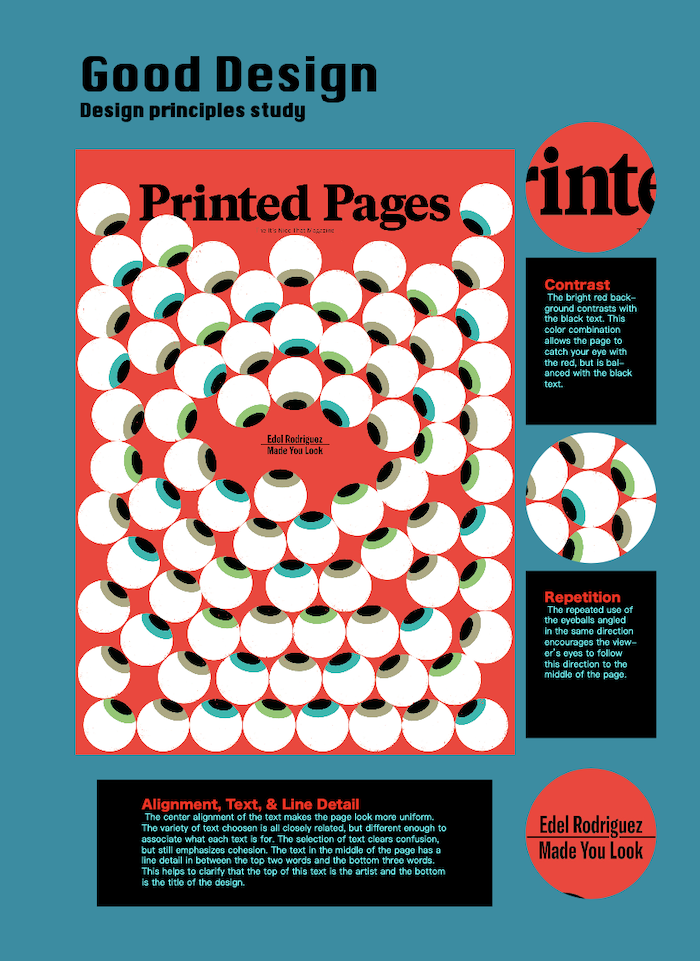 Good Design
Design principles study
Printed Pages
It's Nice That Magazine
Edel Rodriguez
Made You Look
rinte
Contrast
The bright red back-
ground contrasts with
the black text. This
color combination
allows the page to
catch your eye with
the red, but is bal-
anced with the black
text.
Repetition
The repeated use of
the eyeballs angled
in the same direction
encourages the view-
er's eyes to follow
this direction to the
middle of the page.
Alignment, Text, & Line Detail
The center alignment of the text makes the page look more uniform.
The variety of text choosen is all closely related, but different enough to
associate what each text is for. The selection of text clears confusion,
but still emphasizes cohesion. The text in the middle of the page has a
line detail in between the top two words and the bottom three words.
This helps to clarify that the top of this text is the artist and the bottom
is the title of the design.
Edel Rodriguez
Made You Look